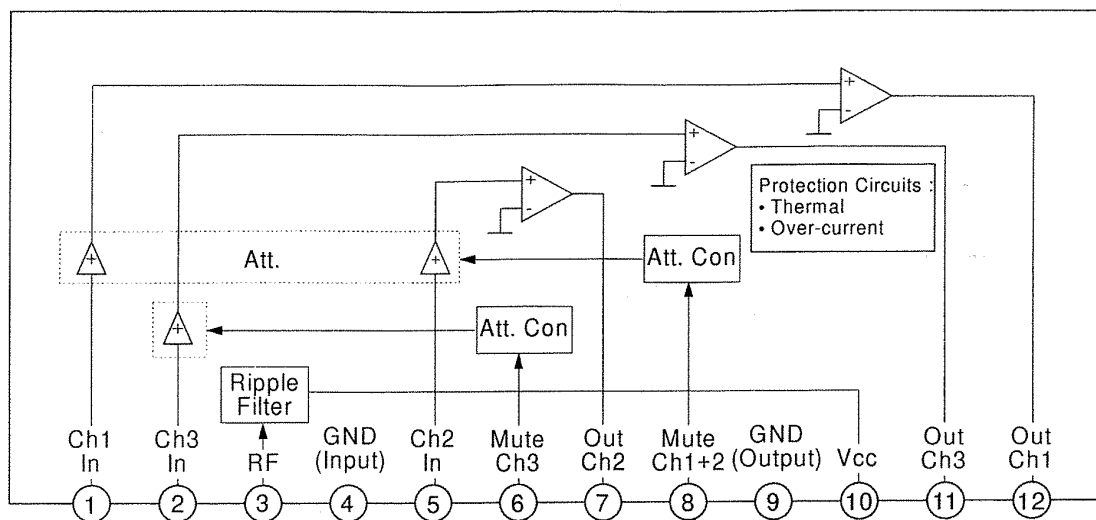 +
-
+
-
+
-
Protection Circuits :
• Thermal
• Over-current
+
Att.
+
Att. Con
+
Att. Con
Ripple
Filter
Ch1
In
Ch3
In
RF
GND
(Input)
Ch2
In
Mute
Ch3
Out
Ch2
Mute
Ch1+2
GND
(Output)
Vcc
Out
Ch3
Out
Ch1
1
2
3
4
5
6
7
8
9
10
11
12